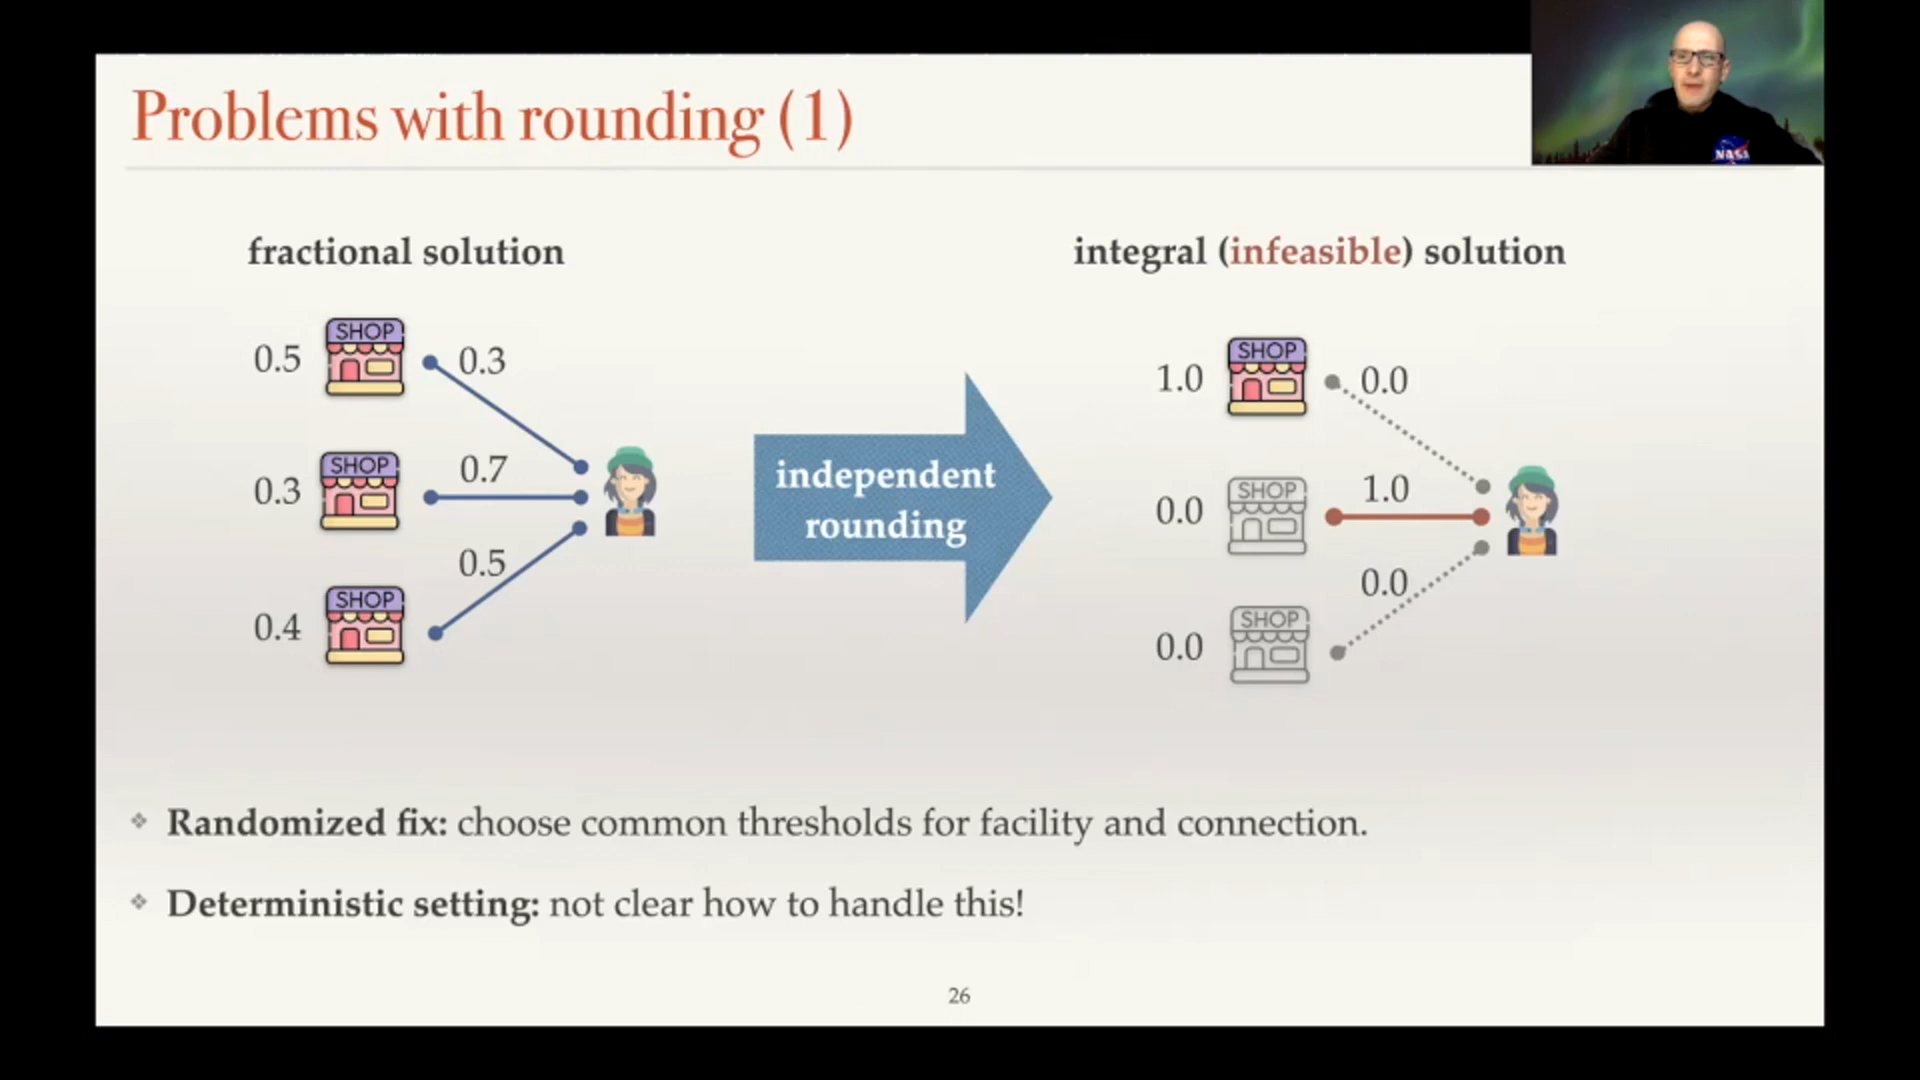 Problems with rounding (1)
NASA
fractional solution
integral (infeasible) solution
SHOP
0.5
0.3
SHOP
0.3
0.7
SHOP
0.4
0.5
independent
rounding
SHOP
1.0
0.0
SHOP
0.0
1.0
SHOP
0.0
0.0
❖ Randomized fix: choose common thresholds for facility and connection.
❖ Deterministic setting: not clear how to handle this!
26